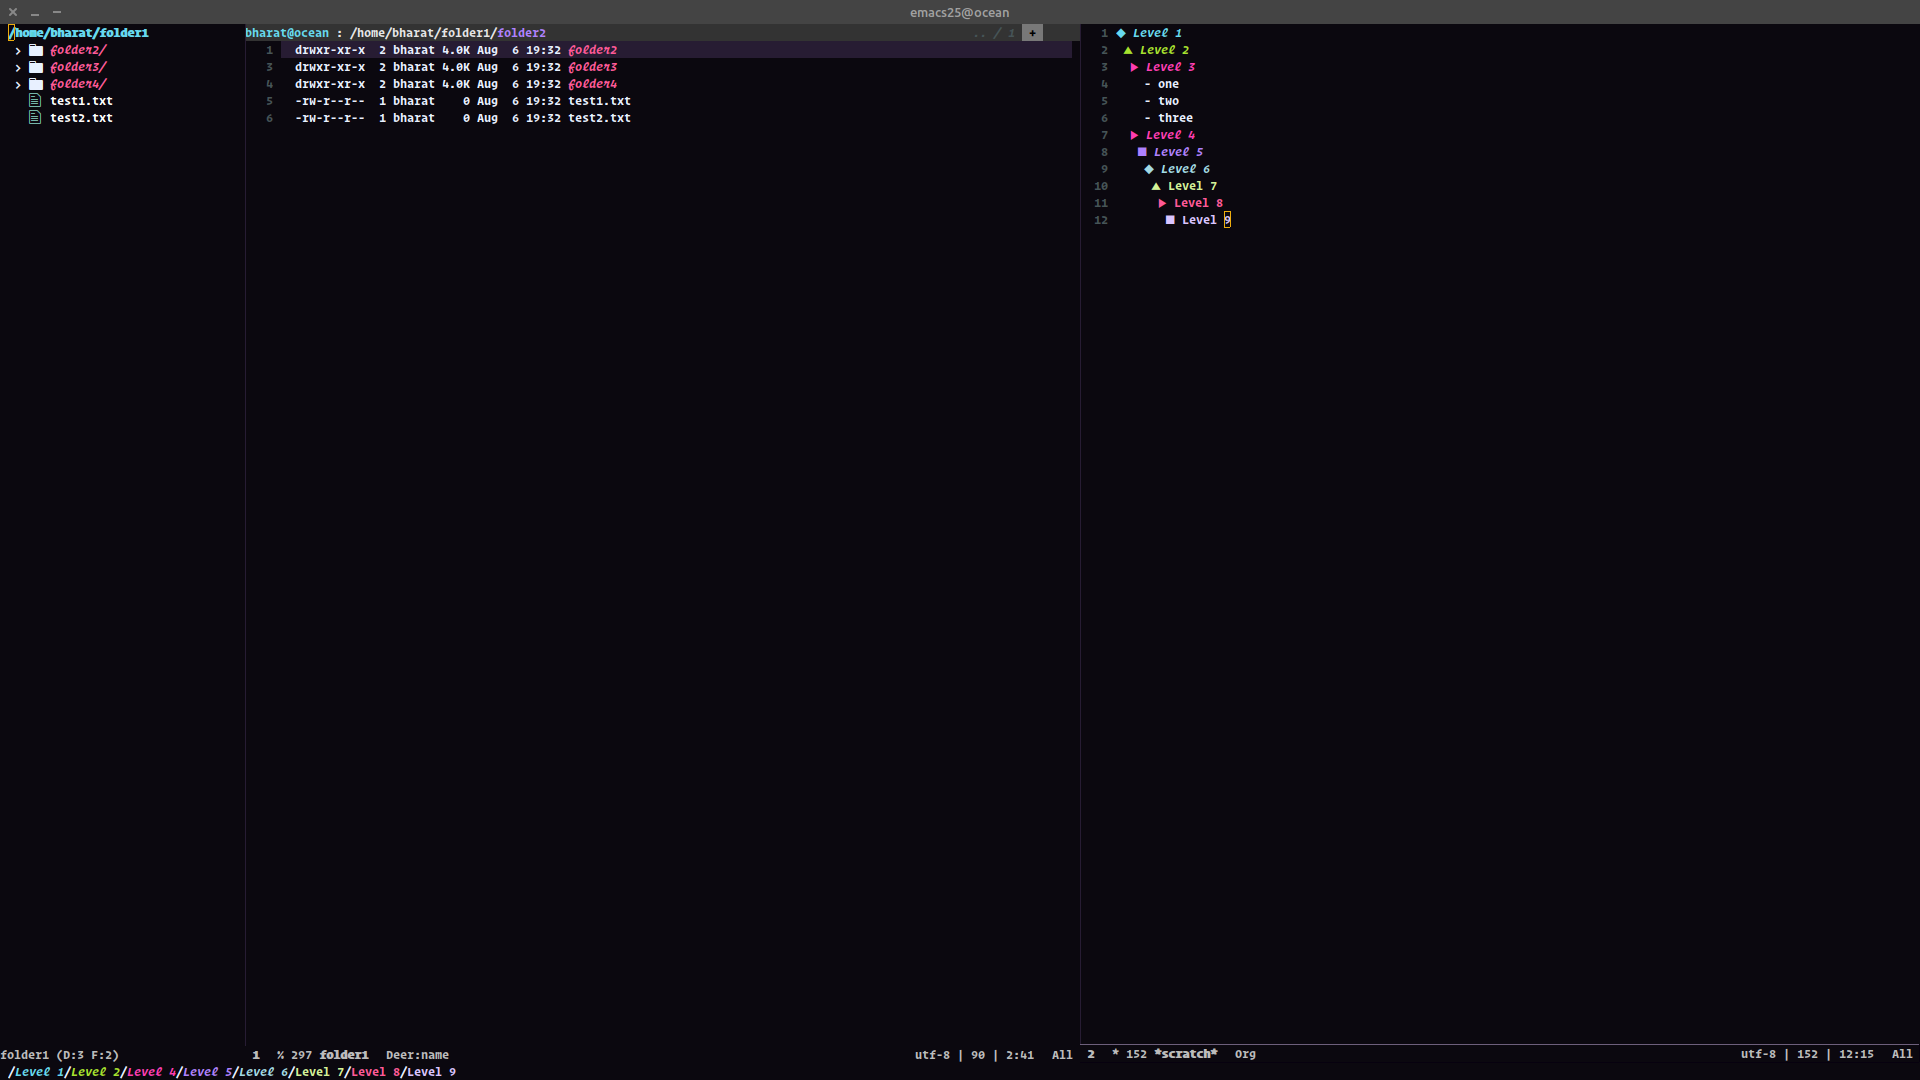 emacs25@ocean
/home/bharat/folder1
folder2/
folder3/
folder4/
test1.txt
test2.txt
bharat@ocean : /home/bharat/folder1/folder2 .. / 1 +
1 drwxr-xr-x 2 bharat 4.0K Aug 6 19:32 folder2
3 drwxr-xr-x 2 bharat 4.0K Aug 6 19:32 folder3
4 drwxr-xr-x 2 bharat 4.0K Aug 6 19:32 folder4
5 -rw-r--r-- 1 bharat 0 Aug 6 19:32 test1.txt
6 -rw-r--r-- 1 bharat 0 Aug 6 19:32 test2.txt
1 ◆ Level 1
2 ▲ Level 2
3 ▶ Level 3
4 - one
5 - two
6 - three
7 ▶ Level 4
8 ■ Level 5
9 ◆ Level 6
10 ▲ Level 7
11 ▶ Level 8
12 ■ Level 9
folder1 (D:3 F:2)
1 % 297 folder1 Deer:name utf-8 | 90 | 2:41 All
2 * 152 *scratch* Org utf-8 | 152 | 12:15 All
/Level 1/Level 2/Level 4/Level 5/Level 6/Level 7/Level 8/Level 9